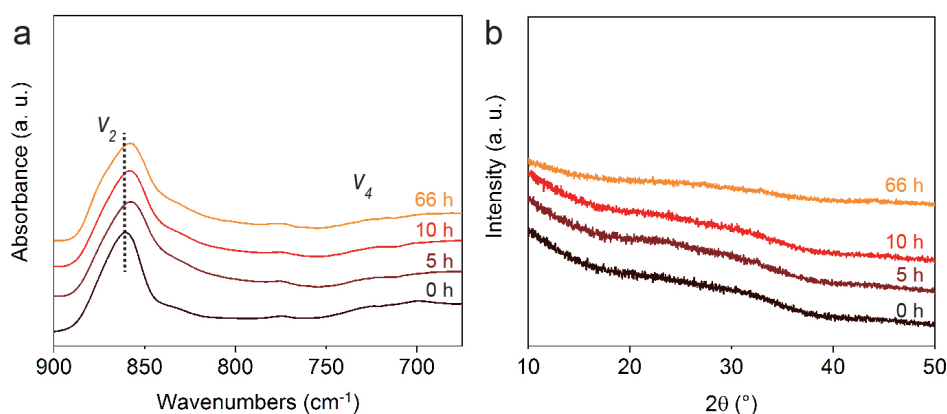 a
Absorbance (a. u.)
V2
V4
66 h
10 h
5 h
0 h
900
850
800
750
700
Wavenumbers (cm-1)
b
Intensity (a. u.)
66 h
10 h
5 h
0 h
10
20
30
40
50
2θ (°)